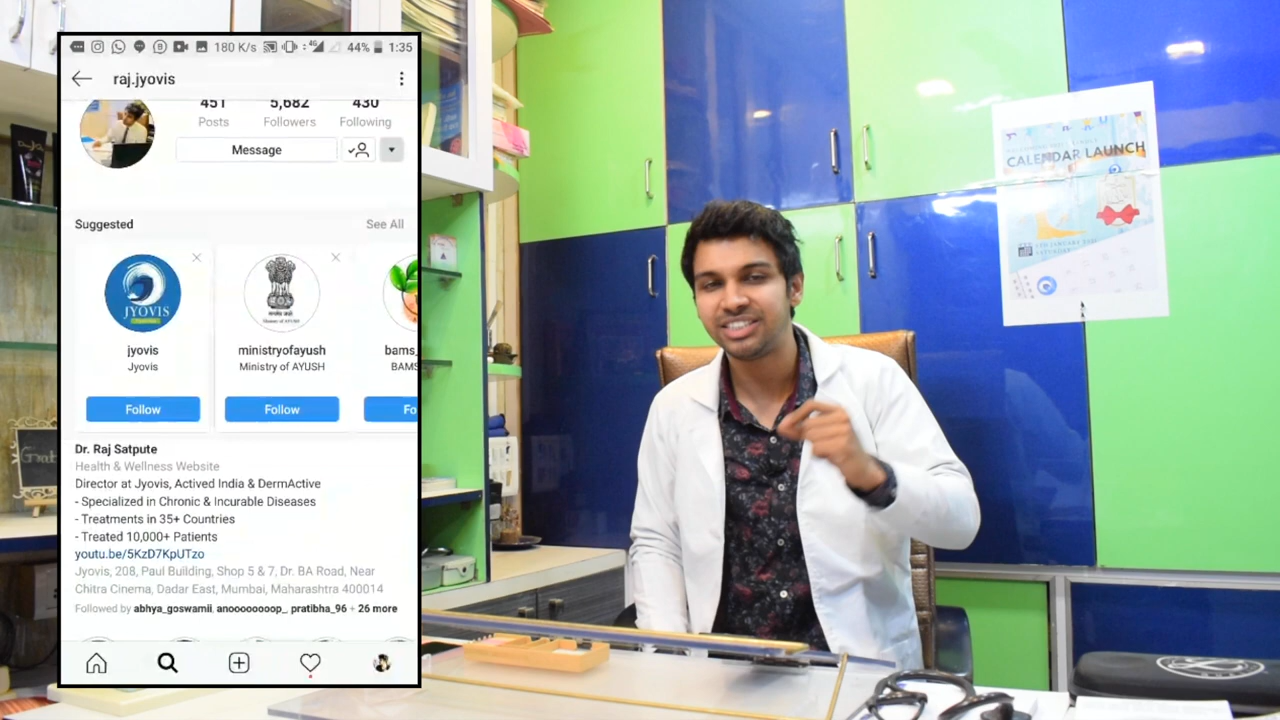 180 K/s 4G 44% 1:35
raj.jyovis
451 5,682 430
Posts Followers Following
Message
Suggested See All
JYOVIS
jyovis ministryofayush bams_
Jyovis Ministry of AYUSH BAMS
Follow Follow Fo
Dr. Raj Satpute
Health & Wellness Website
Director at Jyovis, Actived India & DermActive
- Specialized in Chronic & Incurable Diseases
- Treatments in 35+ Countries
- Treated 10,000+ Patients
youtu.be/5KzD7KpUTzo
Jyovis, 208, Paul Building, Shop 5 & 7, Dr. BA Road, Near
Chitra Cinema, Dadar East, Mumbai, Maharashtra 400014
Followed by abhya_goswamii, anoooooooop_, pratibha_96 + 26 more
CALENDAR LAUNCH